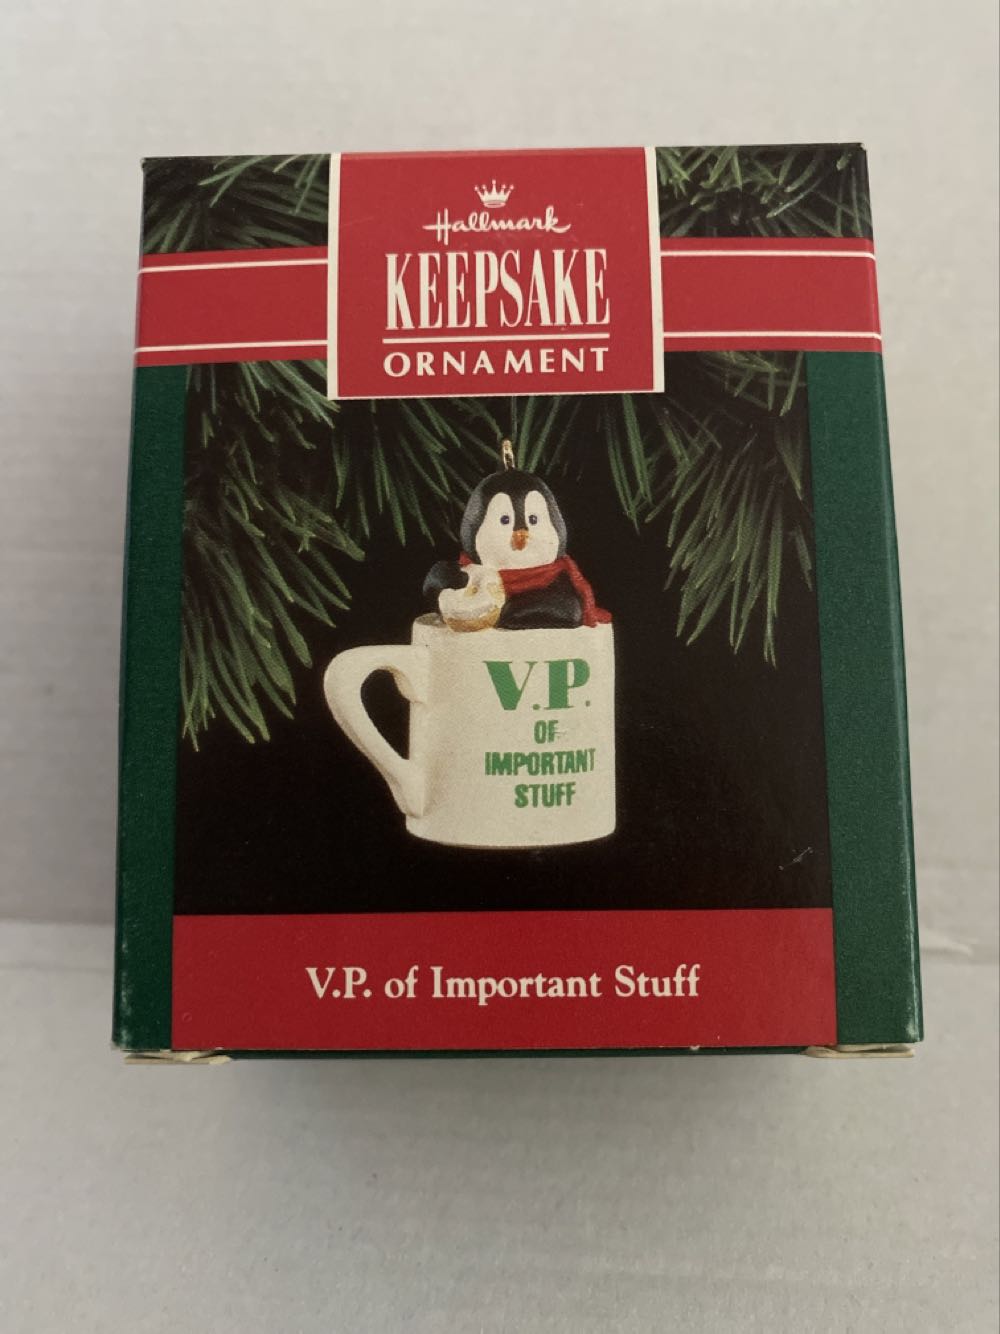 Hallmark
KEEPSAKE
ORNAMENT
V.P.
OF
IMPORTANT
STUFF
V.P. of Important Stuff